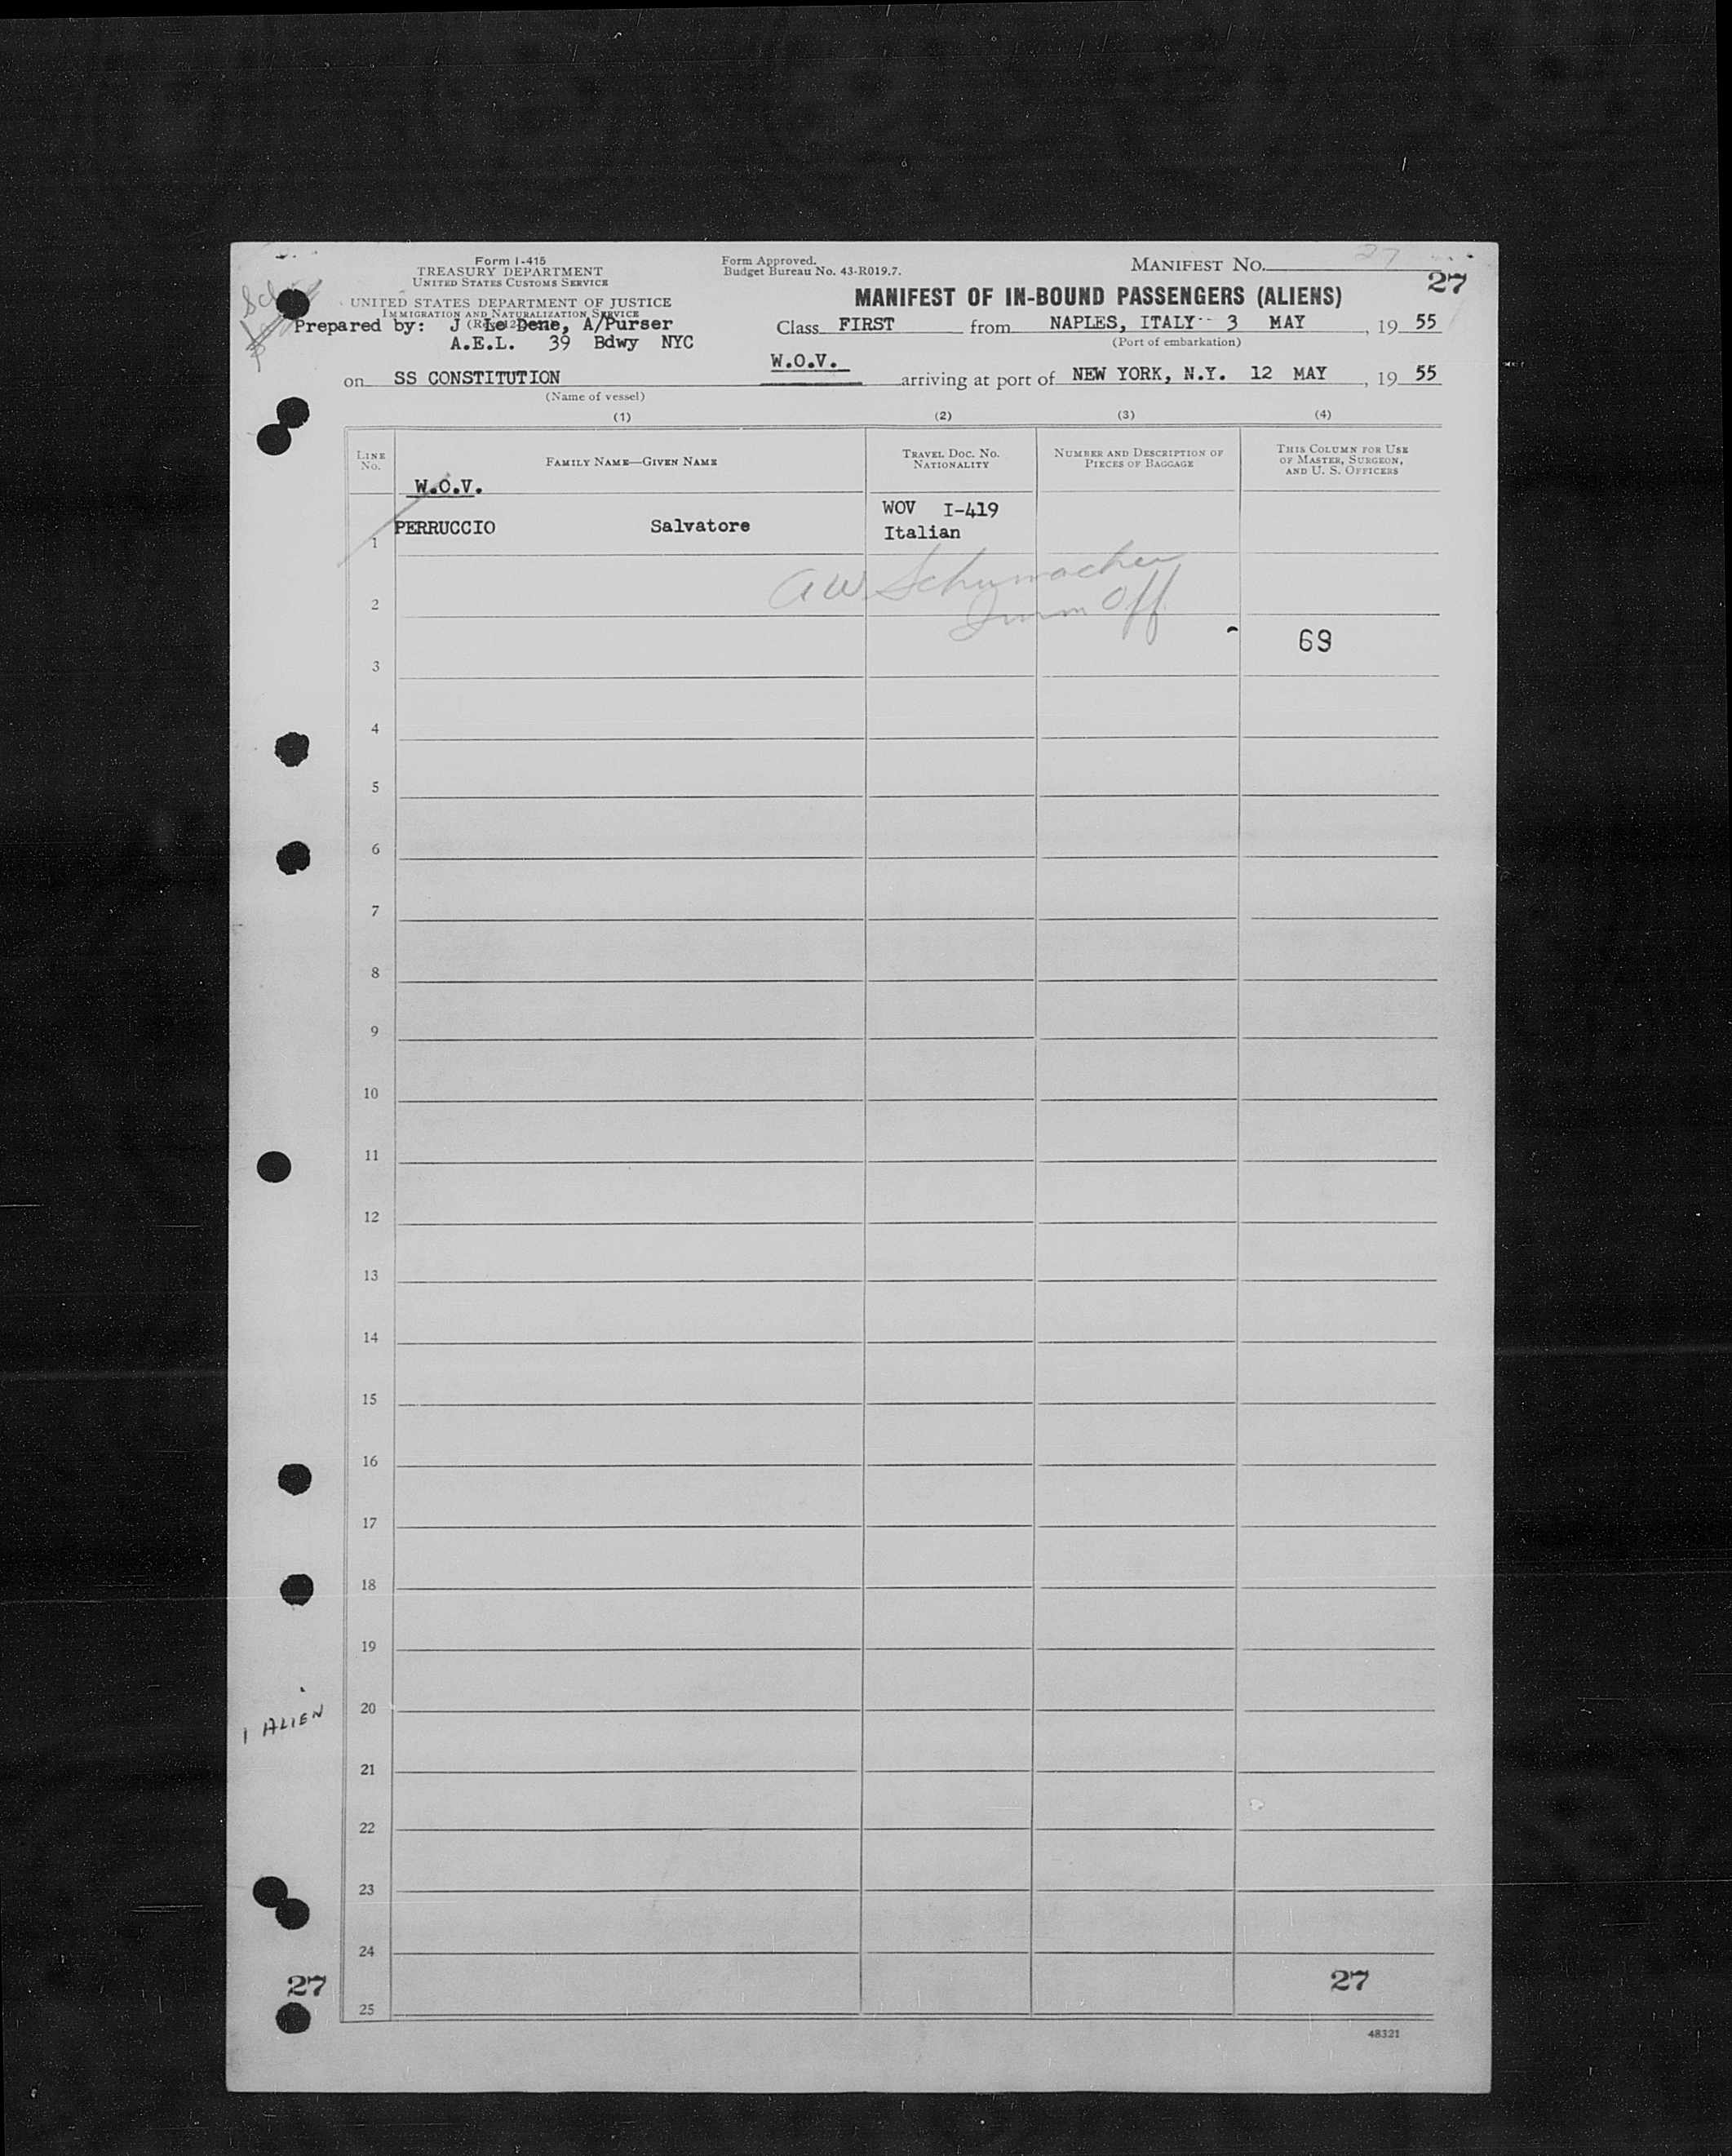 Form I-415
TREASURY DEPARTMENT
UNITED STATES CUSTOMS SERVICE
UNITED STATES DEPARTMENT OF JUSTICE
IMMIGRATION AND NATURALIZATION SERVICE
Prepared by: J Le Dene, A/Purser
A.E.L. 39 Bdwy NYC
Form Approved.
Budget Bureau No. 43-R019.7.
MANIFEST NO. 27
27
MANIFEST OF IN-BOUND PASSENGERS (ALIENS)
Class FIRST from NAPLES, ITALY 3 MAY, 19 55
(Port of embarkation)
W.O.V.
on SS CONSTITUTION arriving at port of NEW YORK, N.Y. 12 MAY, 19 55
(Name of vessel)
(1) (2) (3) (4)
LINE NO. FAMILY NAME—GIVEN NAME TRAVEL DOC. NO. NATIONALITY NUMBER AND DESCRIPTION OF PIECES OF BAGGAGE THIS COLUMN FOR USE OF MASTER, SURGEON, AND U. S. OFFICERS
W.O.V.
WOV I-419
1 PERRUCCIO Salvatore Italian
AW Schumacher
Imm Off
2
69
3
4
5
6
7
8
9
10
11
12
13
14
15
16
17
18
19
20
1 ALIEN
21
22
23
24
27 27
25
48321